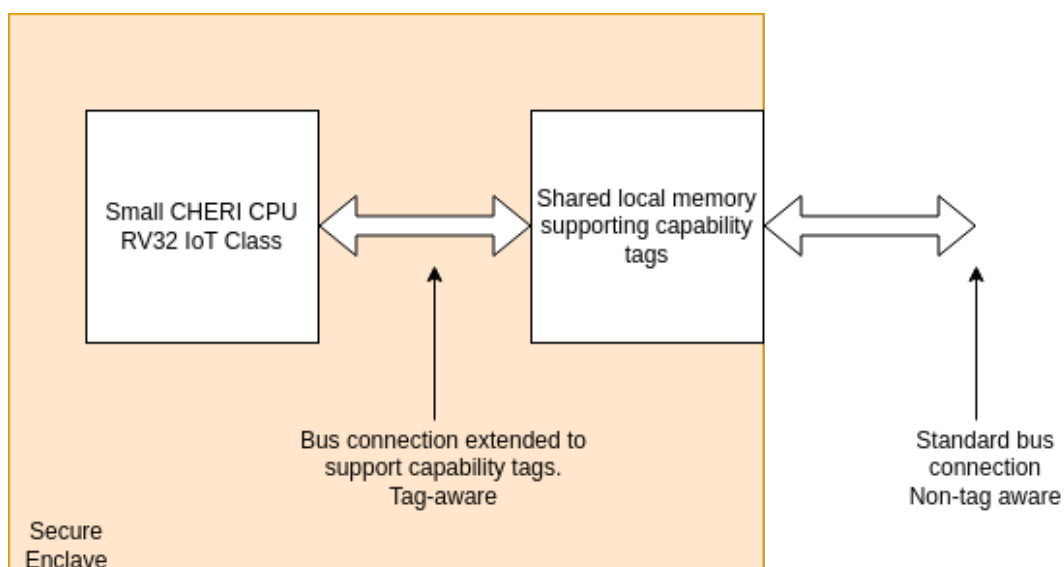 Small CHERI CPU
RV32 IoT Class
Shared local memory
supporting capability
tags
Bus connection extended to
support capability tags.
Tag-aware
Standard bus
connection
Non-tag aware
Secure
Enclave